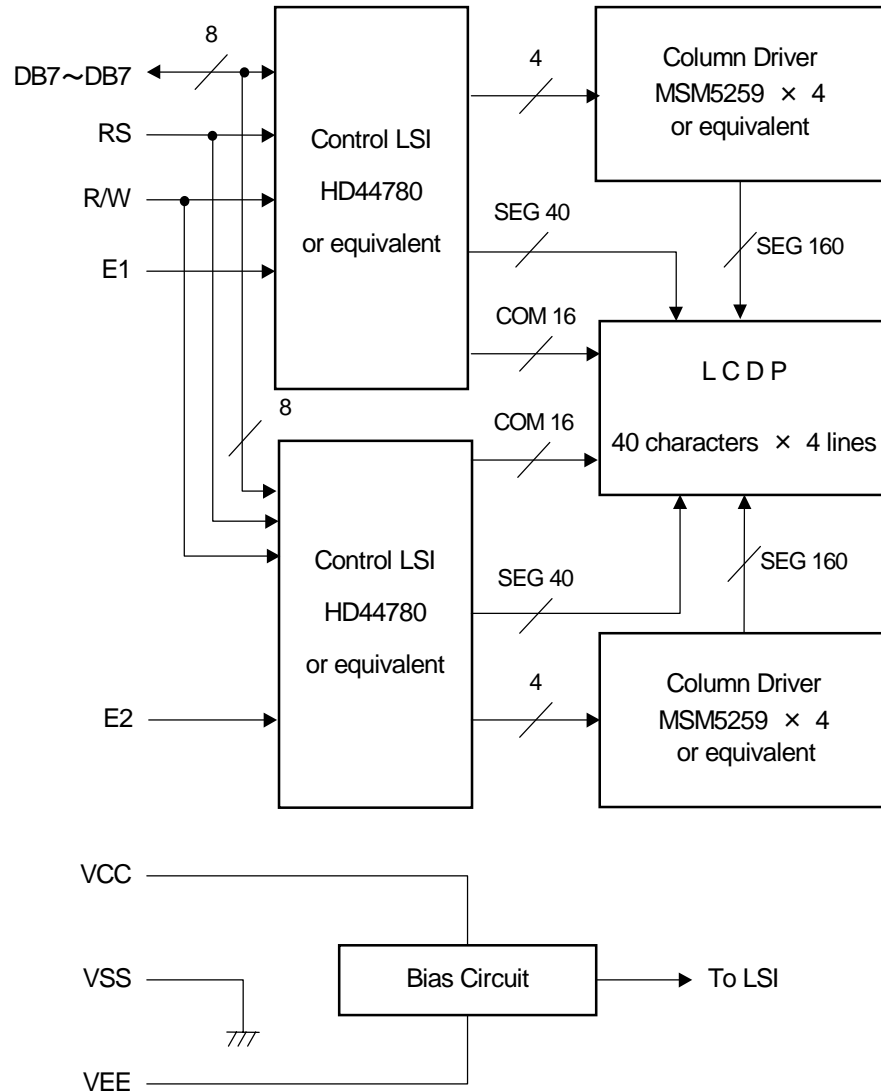 8
DB7～DB7
RS
R/W
E1
Control LSI
HD44780
or equivalent
4
Column Driver
MSM5259 × 4
or equivalent
SEG 40
SEG 160
COM 16
L C D P
40 characters × 4 lines
8
COM 16
Control LSI
HD44780
or equivalent
SEG 40
SEG 160
4
Column Driver
MSM5259 × 4
or equivalent
E2
VCC
VSS
Bias Circuit
To LSI
VEE